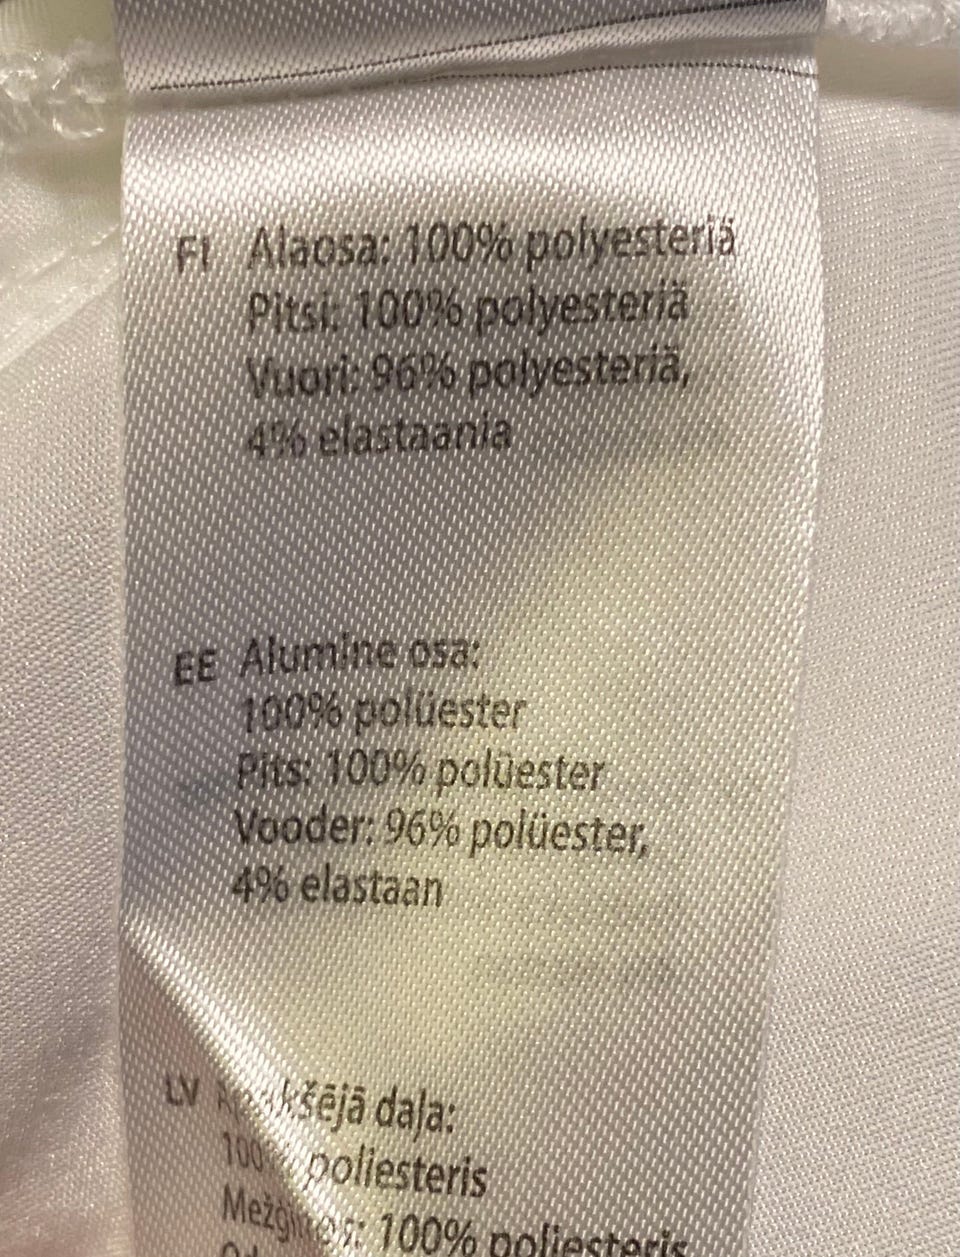 FI Alaosa: 100% polyesteriä
Pitsi: 100% polyesteriä
Vuori: 96% polyesteriä,
4% elastaania
EE Alumine osa:
100% polüester
Pits: 100% polüester
Vooder: 96% polüester,
4% elastaan
LV daļa:
poliesteris
100% poliesteris